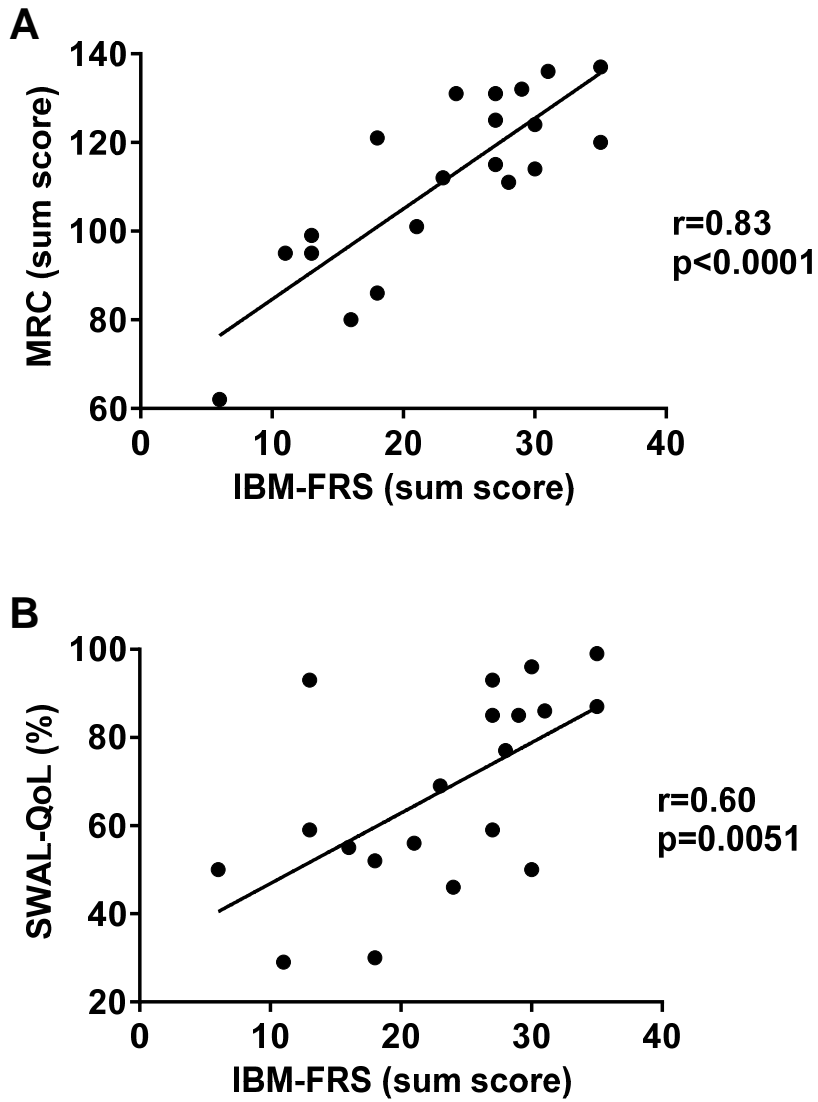 A
140
120
100
80
60
MRC (sum score)
0 10 20 30 40
IBM-FRS (sum score)
r=0.83
p<0.0001
B
100
80
60
40
20
SWAL-QoL (%)
0 10 20 30 40
IBM-FRS (sum score)
r=0.60
p=0.0051